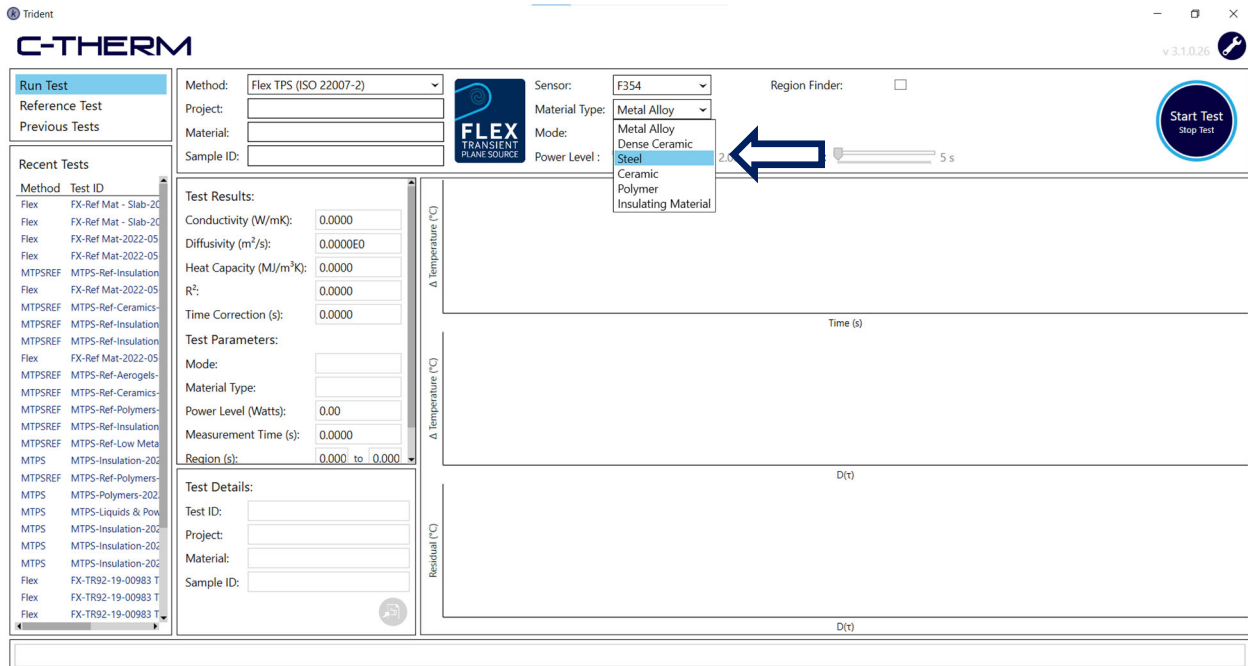 Trident
C-THERM
v 3.1.0.26
Run Test
Reference Test
Previous Tests
Method: Flex TPS (ISO 22007-2)
Project:
Material:
Sample ID:
FLEX
TRANSIENT
PLANE SOURCE
Sensor: F354
Material Type: Metal Alloy
Mode:
Power Level :
Metal Alloy
Dense Ceramic
Steel
Ceramic
Polymer
Insulating Material
2.0
5 s
Region Finder:
Start Test
Stop Test
Recent Tests
Method Test ID
Flex FX-Ref Mat - Slab-20
Flex FX-Ref Mat - Slab-20
Flex FX-Ref Mat-2022-05
Flex FX-Ref Mat-2022-05
MTPSREF MTPS-Ref-Insulation
Flex FX-Ref Mat-2022-05
MTPSREF MTPS-Ref-Ceramics-
MTPSREF MTPS-Ref-Insulation
MTPSREF MTPS-Ref-Insulation
Flex FX-Ref Mat-2022-05
MTPSREF MTPS-Ref-Aerogels-
MTPSREF MTPS-Ref-Ceramics-
MTPSREF MTPS-Ref-Polymers-
MTPSREF MTPS-Ref-Insulation
MTPSREF MTPS-Ref-Low Meta
MTPS MTPS-Insulation-202
MTPSREF MTPS-Ref-Polymers-
MTPS MTPS-Polymers-202
MTPS MTPS-Liquids & Pow
MTPS MTPS-Insulation-202
MTPS MTPS-Insulation-202
MTPS MTPS-Insulation-202
Flex FX-TR92-19-00983 T
Flex FX-TR92-19-00983 T
Flex FX-TR92-19-00983 T
Test Results:
Conductivity (W/mK): 0.0000
Diffusivity (m²/s): 0.0000E0
Heat Capacity (MJ/m³K): 0.0000
R²: 0.0000
Time Correction (s): 0.0000
Test Parameters:
Mode:
Material Type:
Power Level (Watts): 0.00
Measurement Time (s): 0.0000
Region (s): 0.000 to 0.000
Test Details:
Test ID:
Project:
Material:
Sample ID:
Δ Temperature (°C)
Time (s)
Δ Temperature (°C)
D(τ)
Residual (°C)
D(τ)